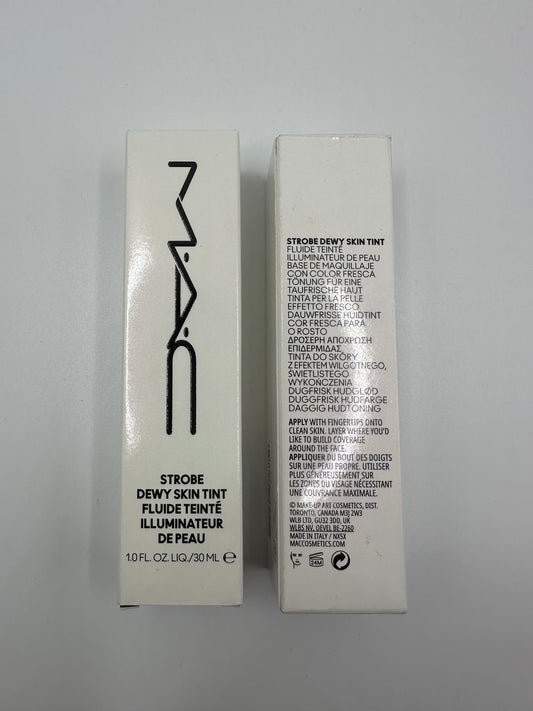 MAC
STROBE
DEWY SKIN TINT
FLUIDE TEINTÉ
ILLUMINATEUR
DE PEAU
1.0 FL. OZ. LIQ./30 ML ℮
STROBE DEWY SKIN TINT
FLUIDE TEINTÉ
ILLUMINATEUR DE PEAU
BASE DE MAQUILLAJE
CON COLOR FRESCA
TÖNUNG FÜR EINE
TAUFRISCHE HAUT
TINTA PER LA PELLE
EFFETTO FRESCO
DAUWFRISSE HUIDTINT
COR FRESCA PARA
O ROSTO
ΔΡΟΣΕΡΗ ΑΠΟΧΡΩΣΗ
ΕΠΙΔΕΡΜΙΔΑΣ
TINTA DO SKÓRY
Z EFEKTEM WILGOTNEGO,
ŚWIETLISTEGO
WYKOŃCZENIA
DUGFRISK HUDGLØD
DUGGFRISK HUDFARGE
DAGGIG HUDTONING
APPLY WITH FINGERTIPS ONTO
CLEAN SKIN. LAYER WHERE YOU'D
LIKE TO BUILD COVERAGE
AROUND THE FACE.
APPLIQUER DU BOUT DES DOIGTS
SUR UNE PEAU PROPRE. UTILISER
PLUS GÉNÉREUSEMENT SUR
LES ZONES DU VISAGE NÉCESSITANT
UNE COUVRANCE MAXIMALE.
© MAKE-UP ART COSMETICS, DIST.
TORONTO, CANADA M3J 2W3
WLB LTD, GU32 3DD, UK
WLBS NV, OEVEL BE-2260
MADE IN ITALY / NX5X
MACCOSMETICS.COM
24M